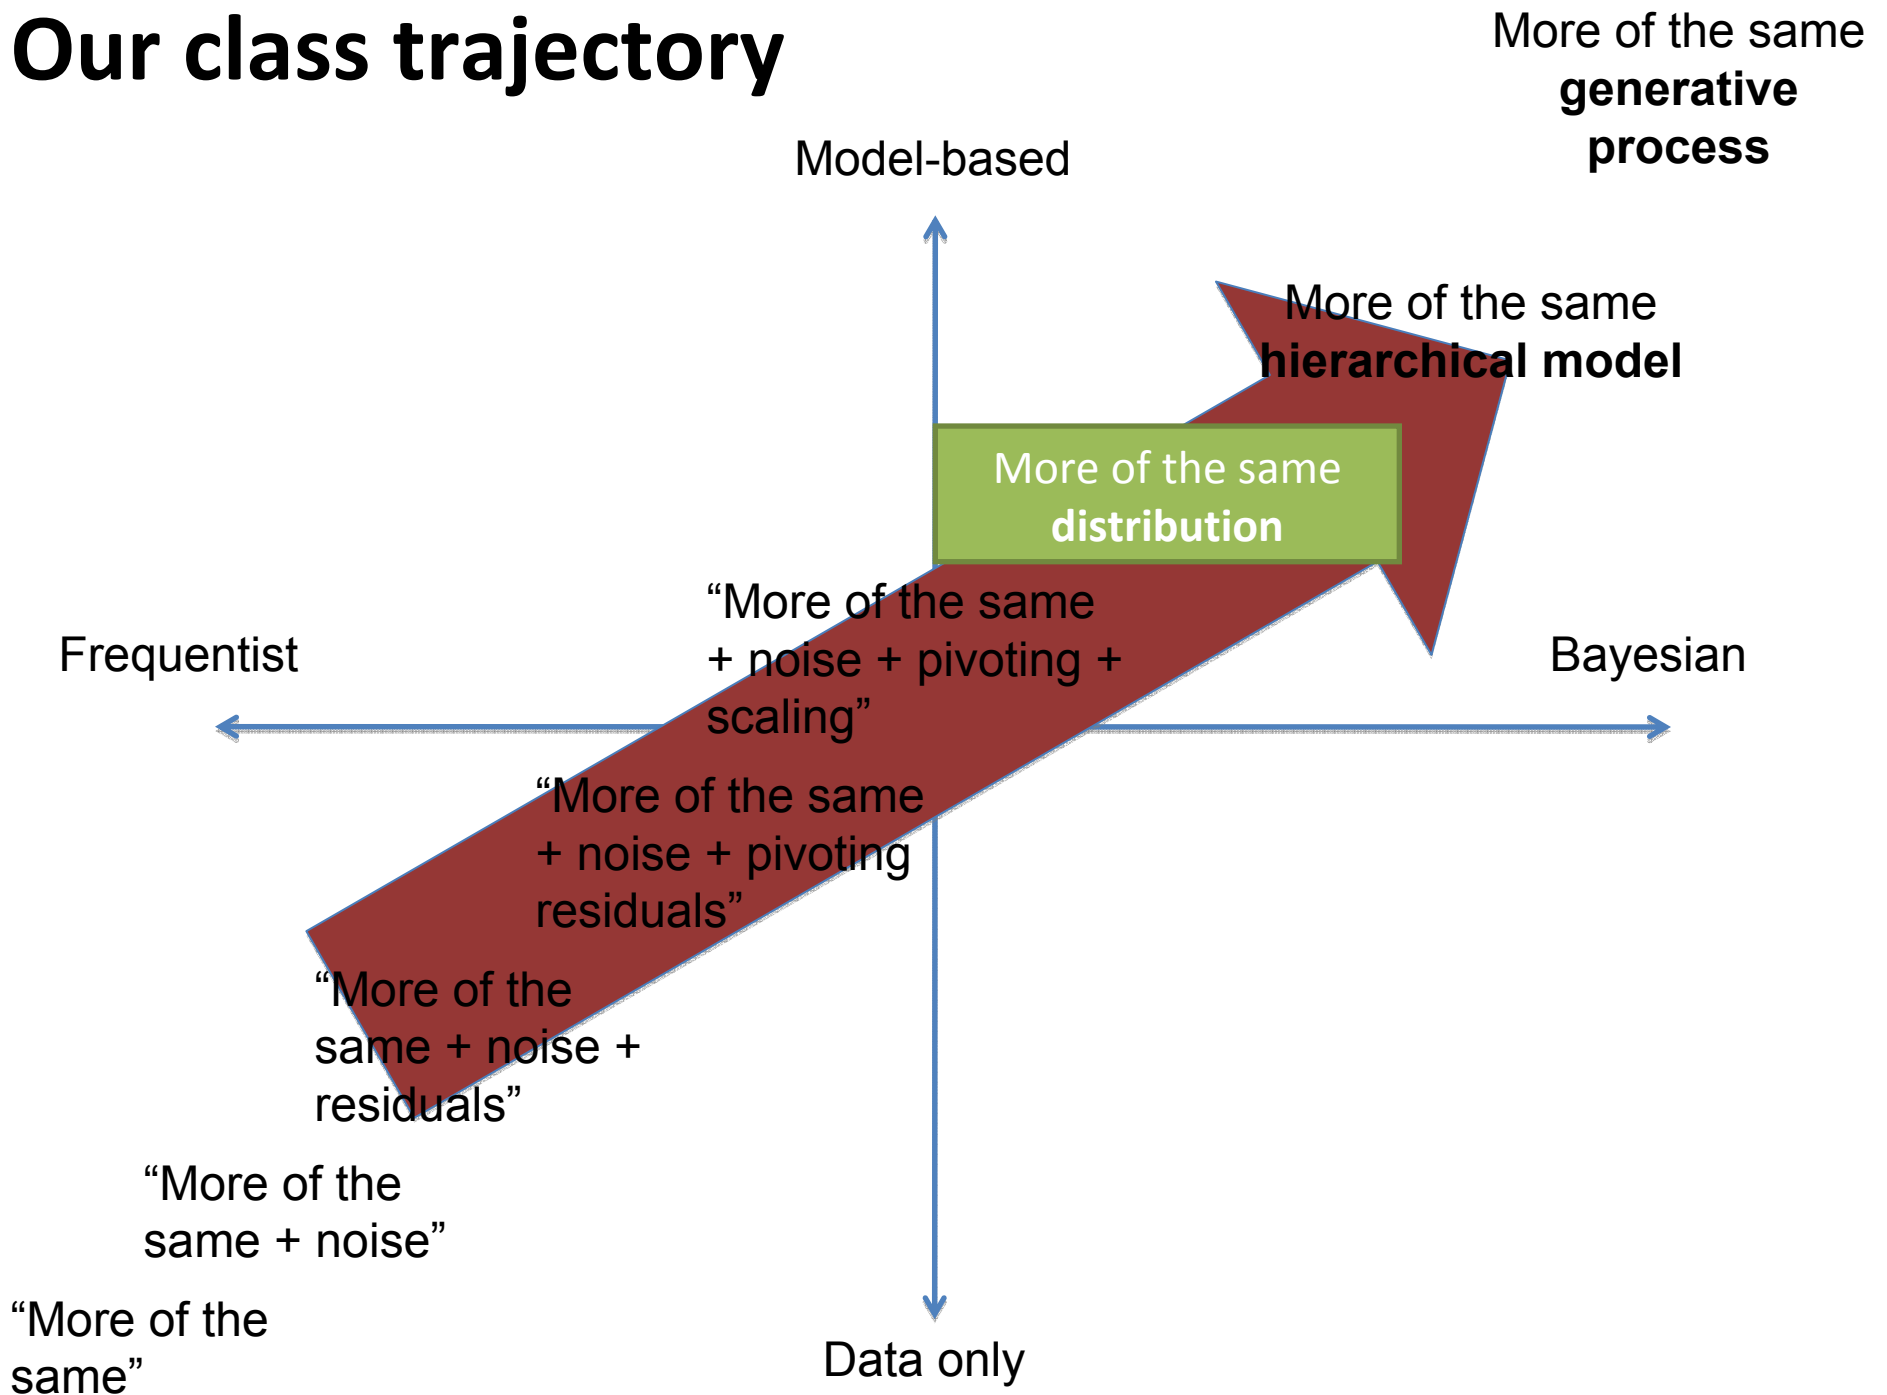 Our class trajectory
More of the same
generative
process
Model-based
More of the same
hierarchical model
More of the same
distribution
“More of the same
+ noise + pivoting +
scaling”
Frequentist
Bayesian
“More of the same
+ noise + pivoting
residuals”
“More of the
same + noise +
residuals”
“More of the
same + noise”
“More of the
same”
Data only